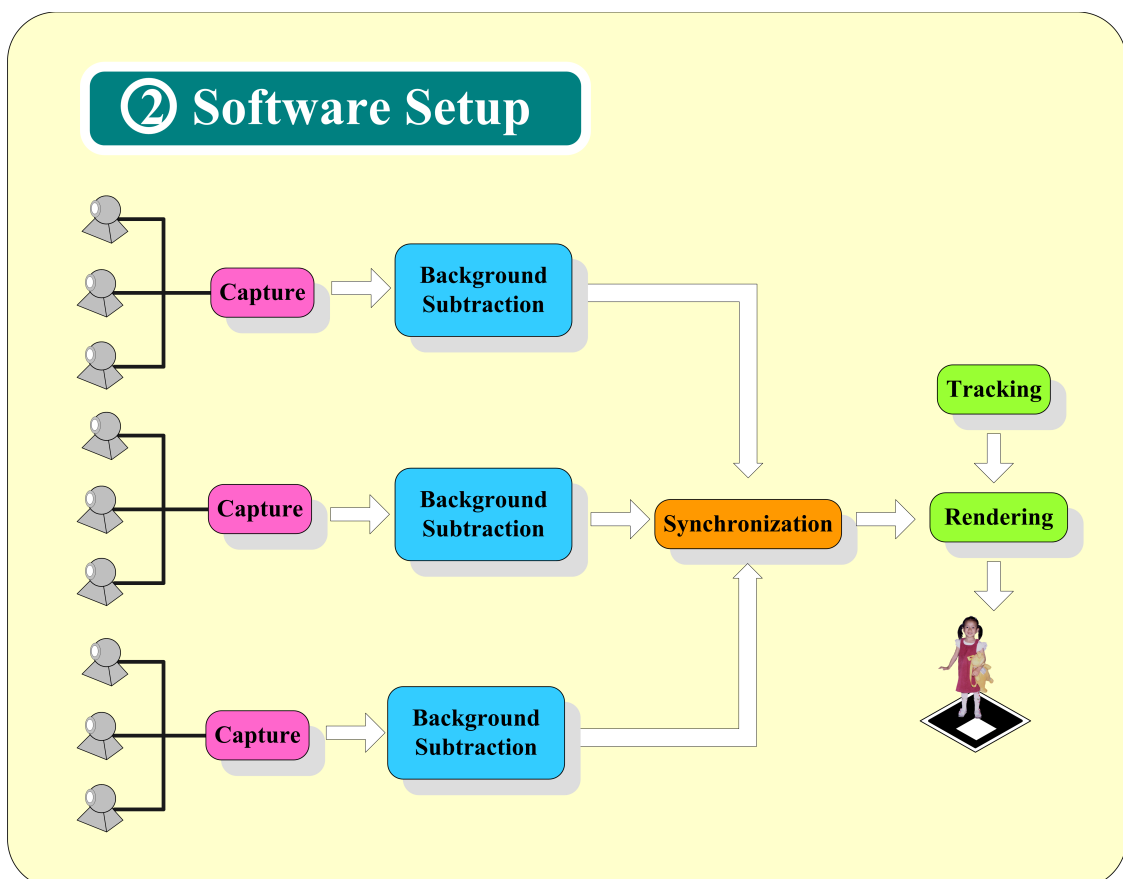 ② Software Setup
Capture
Background
Subtraction
Tracking
Capture
Background
Subtraction
Synchronization
Rendering
Capture
Background
Subtraction